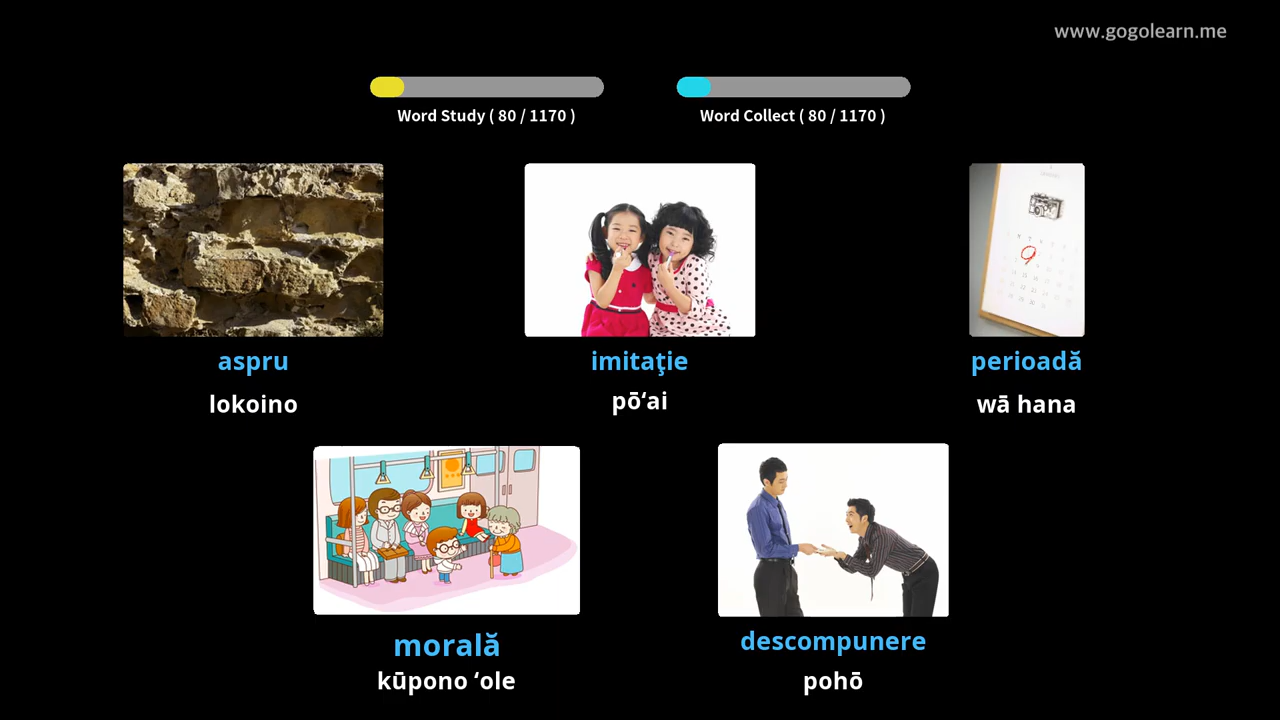 www.gogolearn.me
Word Study ( 80 / 1170 )
Word Collect ( 80 / 1170 )
aspru
imitaţie
perioadă
lokoino
pōʻai
wā hana
morală
descompunere
kūpono ʻole
pohō